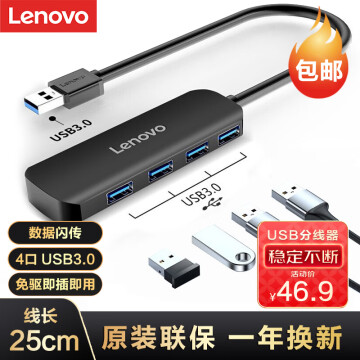 Lenovo
包邮
USB3.0
Lenovo
USB3.0
数据闪传
4口 USB3.0
免驱即插即用
USB分线器
稳定不断
活动价
¥46.9
线长
25cm
原装联保 一年换新